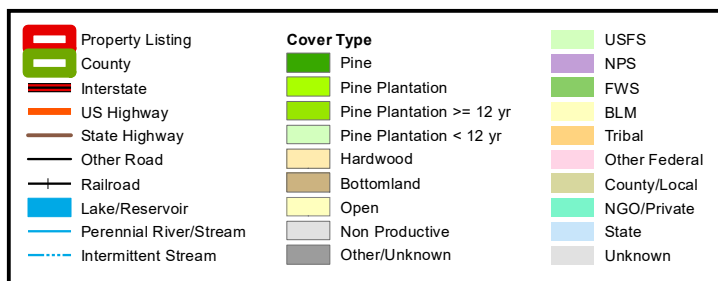 Property Listing
County
Interstate
US Highway
State Highway
Other Road
Railroad
Lake/Reservoir
Perennial River/Stream
Intermittent Stream
Cover Type
Pine
Pine Plantation
Pine Plantation >= 12 yr
Pine Plantation < 12 yr
Hardwood
Bottomland
Open
Non Productive
Other/Unknown
USFS
NPS
FWS
BLM
Tribal
Other Federal
County/Local
NGO/Private
State
Unknown